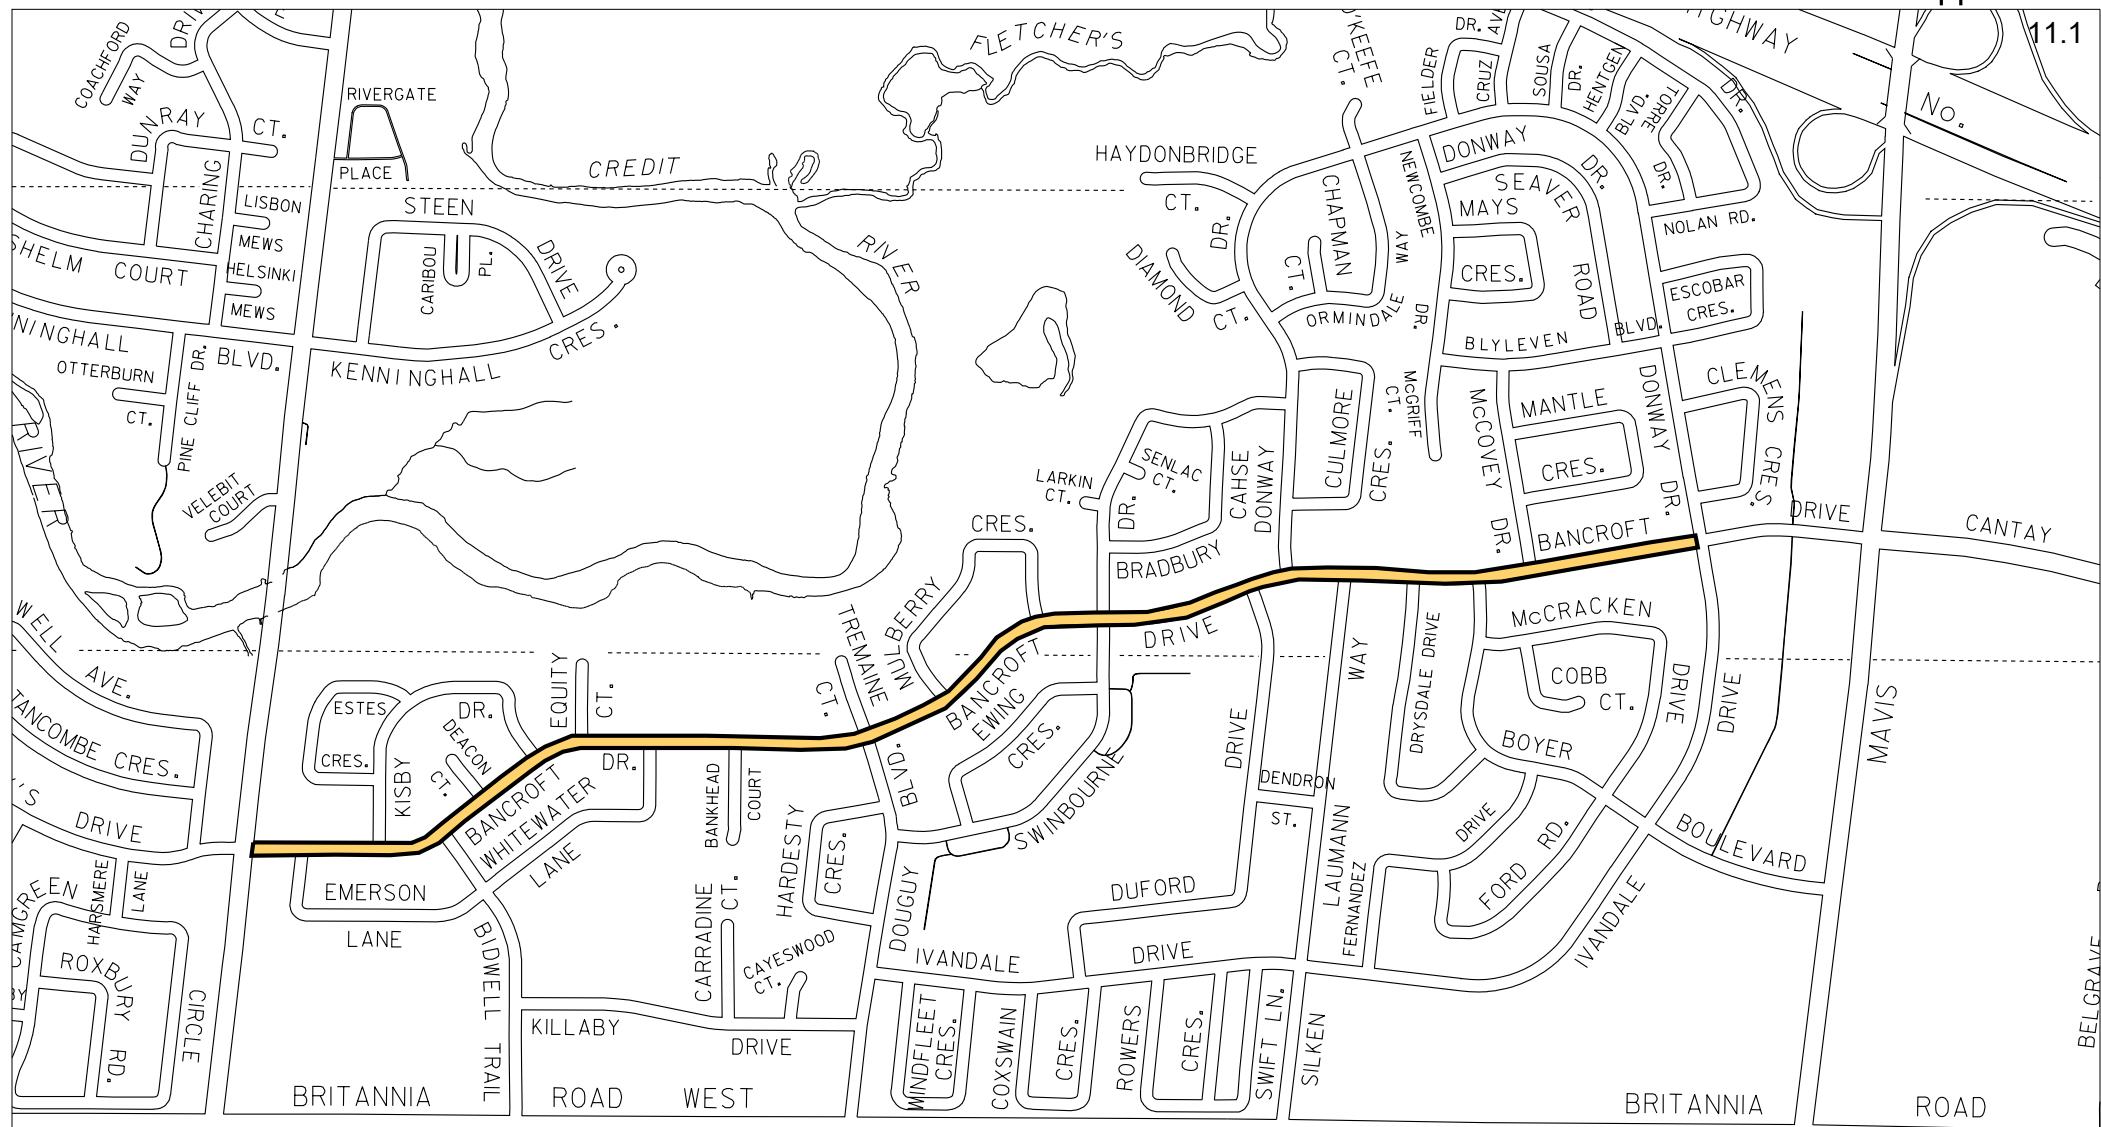 11.1
COACHFORD
WAY
FLETCHER'S
O'KEEFE
CT.
DR.
FIELDER
CRUZ
SOUSA
DR.
HENTGEN
BLVD.
TORRE
DR.
DR.
NO.
RIVERGATE
PLACE
DUNRAY
CT.
CHARING
CREDIT
RIVER
HAYDONBRIDGE
CT.
DR.
CHAPMAN
CT.
NEWCOMBE
WAY
DR.
DONWAY
DR.
SEAVER
ROAD
MAYS
CRES.
NOLAN RD.
ESCOBAR
CRES.
LISBON
MEWS
HELSINKI
MEWS
STEEN
DRIVE
CARIBOU
PL.
COURT
DIAMOND
CT.
ORMINDALE
BLYLEVEN
BLVD.
BLVD.
OTTERBURN
CT.
PINE CLIFF DR.
KENNINGHALL
CRES.
McGRIFF
CT.
McCOVEY
DR.
MANTLE
CRES.
DONWAY
DR.
CLEMENS
CRES.
RIVER
VELEBIT
COURT
CULMORE
CRES.
SENLAC
CT.
LARKIN
CT.
DR.
CAHSE
DONWAY
BRADBURY
CRES.
MULBERRY
BANCROFT
DRIVE
CANTAY
AVE.
CRES.
ESTES
CRES.
KISBY
DR.
DEACON
CT.
EQUITY
CT.
TREMAINE
CT.
BLVD.
BANCROFT
DRIVE
EWING
CRES.
WAY
DRYSDALE DRIVE
McCRACKEN
DRIVE
COBB
CT.
DRIVE
MAVIS
DRIVE
BANCROFT
DR.
WHITEWATER
LANE
BANKHEAD
COURT
HARDESTY
CRES.
SWINBOURNE
DRIVE
DENDRON
ST.
LAUMANN
BOYER
BOULEVARD
DRIVE
FORD RD.
FERNANDEZ
HARSMERE
LANE
EMERSON
LANE
BIDWELL TRAIL
CARRADINE
CT.
CAYESWOOD
CT.
DOUGUY
DUFORD
IVANDALE
DRIVE
IVANDALE
ROXBURY
RD.
CIRCLE
KILLABY
DRIVE
WINDFLEET
CRES.
COXSWAIN
CRES.
ROWERS
CRES.
SWIFT LN.
SILKEN
BELGRAVE
BRITANNIA
ROAD
WEST
BRITANNIA
ROAD